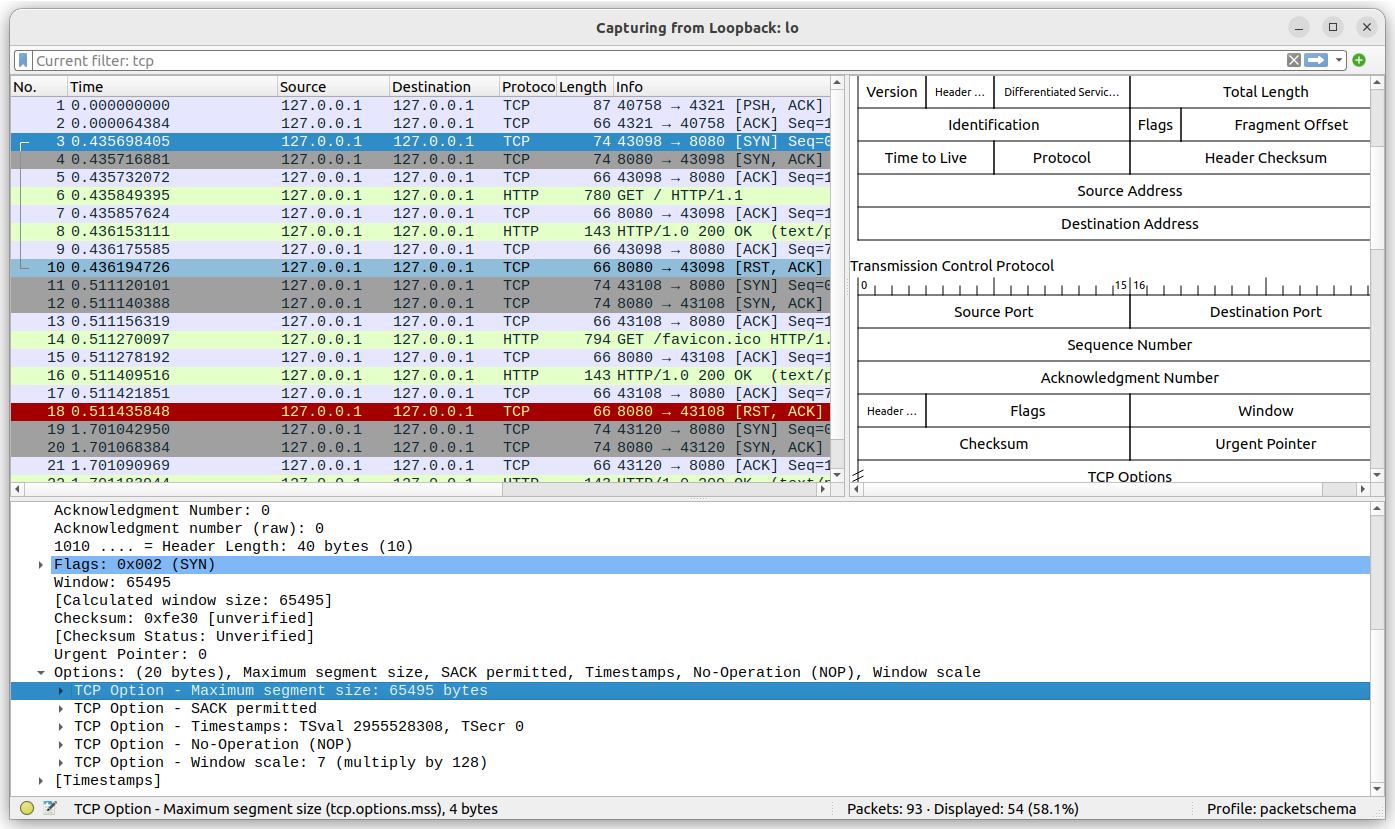 Capturing from Loopback: lo
Current filter: tcp
No. Time Source Destination Protoco Length Info
1 0.000000000 127.0.0.1 127.0.0.1 TCP 87 40758 → 4321 [PSH, ACK]
2 0.000064384 127.0.0.1 127.0.0.1 TCP 66 4321 → 40758 [ACK] Seq=1
3 0.435698405 127.0.0.1 127.0.0.1 TCP 74 43098 → 8080 [SYN] Seq=0
4 0.435716881 127.0.0.1 127.0.0.1 TCP 74 8080 → 43098 [SYN, ACK]
5 0.435732072 127.0.0.1 127.0.0.1 TCP 66 43098 → 8080 [ACK] Seq=1
6 0.435849395 127.0.0.1 127.0.0.1 HTTP 780 GET / HTTP/1.1
7 0.435857624 127.0.0.1 127.0.0.1 TCP 66 8080 → 43098 [ACK] Seq=1
8 0.436153111 127.0.0.1 127.0.0.1 HTTP 143 HTTP/1.0 200 OK (text/p
9 0.436175585 127.0.0.1 127.0.0.1 TCP 66 43098 → 8080 [ACK] Seq=7
10 0.436194726 127.0.0.1 127.0.0.1 TCP 66 8080 → 43098 [RST, ACK]
11 0.511120101 127.0.0.1 127.0.0.1 TCP 74 43108 → 8080 [SYN] Seq=0
12 0.511140388 127.0.0.1 127.0.0.1 TCP 74 8080 → 43108 [SYN, ACK]
13 0.511156319 127.0.0.1 127.0.0.1 TCP 66 43108 → 8080 [ACK] Seq=1
14 0.511270097 127.0.0.1 127.0.0.1 HTTP 794 GET /favicon.ico HTTP/1.
15 0.511278192 127.0.0.1 127.0.0.1 TCP 66 8080 → 43108 [ACK] Seq=1
16 0.511409516 127.0.0.1 127.0.0.1 HTTP 143 HTTP/1.0 200 OK (text/p
17 0.511421851 127.0.0.1 127.0.0.1 TCP 66 43108 → 8080 [ACK] Seq=7
18 0.511435848 127.0.0.1 127.0.0.1 TCP 66 8080 → 43108 [RST, ACK]
19 1.701042950 127.0.0.1 127.0.0.1 TCP 74 43120 → 8080 [SYN] Seq=0
20 1.701068384 127.0.0.1 127.0.0.1 TCP 74 8080 → 43120 [SYN, ACK]
21 1.701090969 127.0.0.1 127.0.0.1 TCP 66 43120 → 8080 [ACK] Seq=1
Version Header ... Differentiated Servic... Total Length
Identification Flags Fragment Offset
Time to Live Protocol Header Checksum
Source Address
Destination Address
Transmission Control Protocol
0 15 16
Source Port Destination Port
Sequence Number
Acknowledgment Number
Header ... Flags Window
Checksum Urgent Pointer
TCP Options
Acknowledgment Number: 0
Acknowledgment number (raw): 0
1010 .... = Header Length: 40 bytes (10)
Flags: 0x002 (SYN)
Window: 65495
[Calculated window size: 65495]
Checksum: 0xfe30 [unverified]
[Checksum Status: Unverified]
Urgent Pointer: 0
Options: (20 bytes), Maximum segment size, SACK permitted, Timestamps, No-Operation (NOP), Window scale
TCP Option - Maximum segment size: 65495 bytes
TCP Option - SACK permitted
TCP Option - Timestamps: TSval 2955528308, TSecr 0
TCP Option - No-Operation (NOP)
TCP Option - Window scale: 7 (multiply by 128)
[Timestamps]
TCP Option - Maximum segment size (tcp.options.mss), 4 bytes Packets: 93 · Displayed: 54 (58.1%) Profile: packetschema